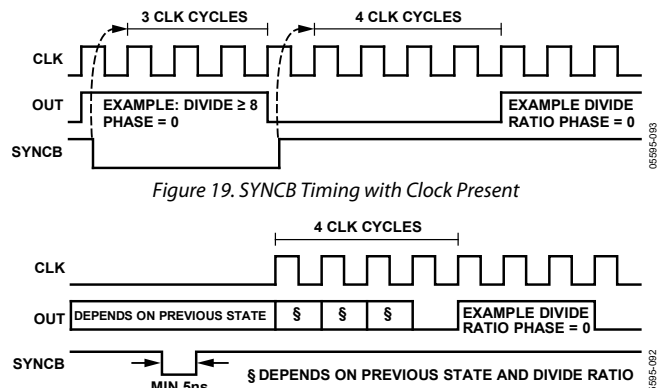 3 CLK CYCLES 4 CLK CYCLES
CLK
OUT EXAMPLE: DIVIDE ≥ 8 EXAMPLE DIVIDE
PHASE = 0 RATIO PHASE = 0
SYNCB
05595-093
Figure 19. SYNCB Timing with Clock Present
4 CLK CYCLES
CLK
OUT DEPENDS ON PREVIOUS STATE § § § EXAMPLE DIVIDE
RATIO PHASE = 0
SYNCB
MIN 5ns § DEPENDS ON PREVIOUS STATE AND DIVIDE RATIO